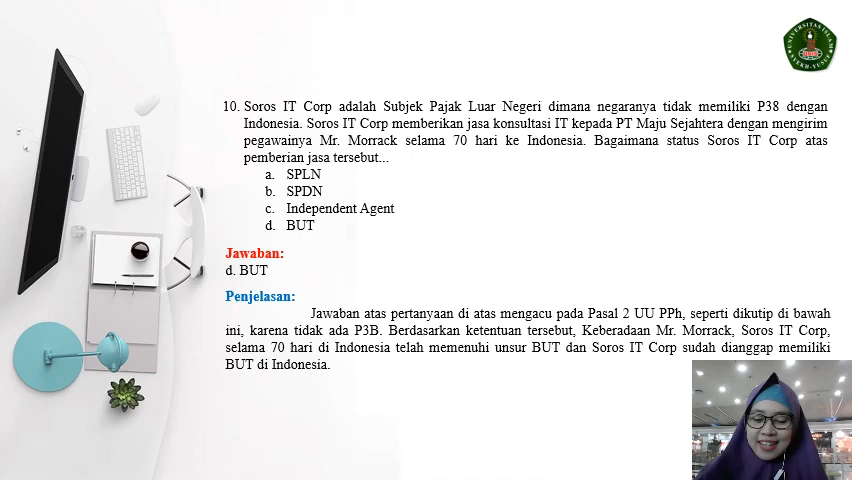 10. Soros IT Corp adalah Subjek Pajak Luar Negeri dimana negaranya tidak memiliki P38 dengan
Indonesia. Soros IT Corp memberikan jasa konsultasi IT kepada PT Maju Sejahtera dengan mengirim
pegawainya Mr. Morrack selama 70 hari ke Indonesia. Bagaimana status Soros IT Corp atas
pemberian jasa tersebut...
a. SPLN
b. SPDN
c. Independent Agent
d. BUT
Jawaban:
d. BUT
Penjelasan:
Jawaban atas pertanyaan di atas mengacu pada Pasal 2 UU PPh, seperti dikutip di bawah
ini, karena tidak ada P3B. Berdasarkan ketentuan tersebut, Keberadaan Mr. Morrack, Soros IT Corp,
selama 70 hari di Indonesia telah memenuhi unsur BUT dan Soros IT Corp sudah dianggap memiliki
BUT di Indonesia.
UNIVERSITAS ISLAM
SYEKH-YUSUF